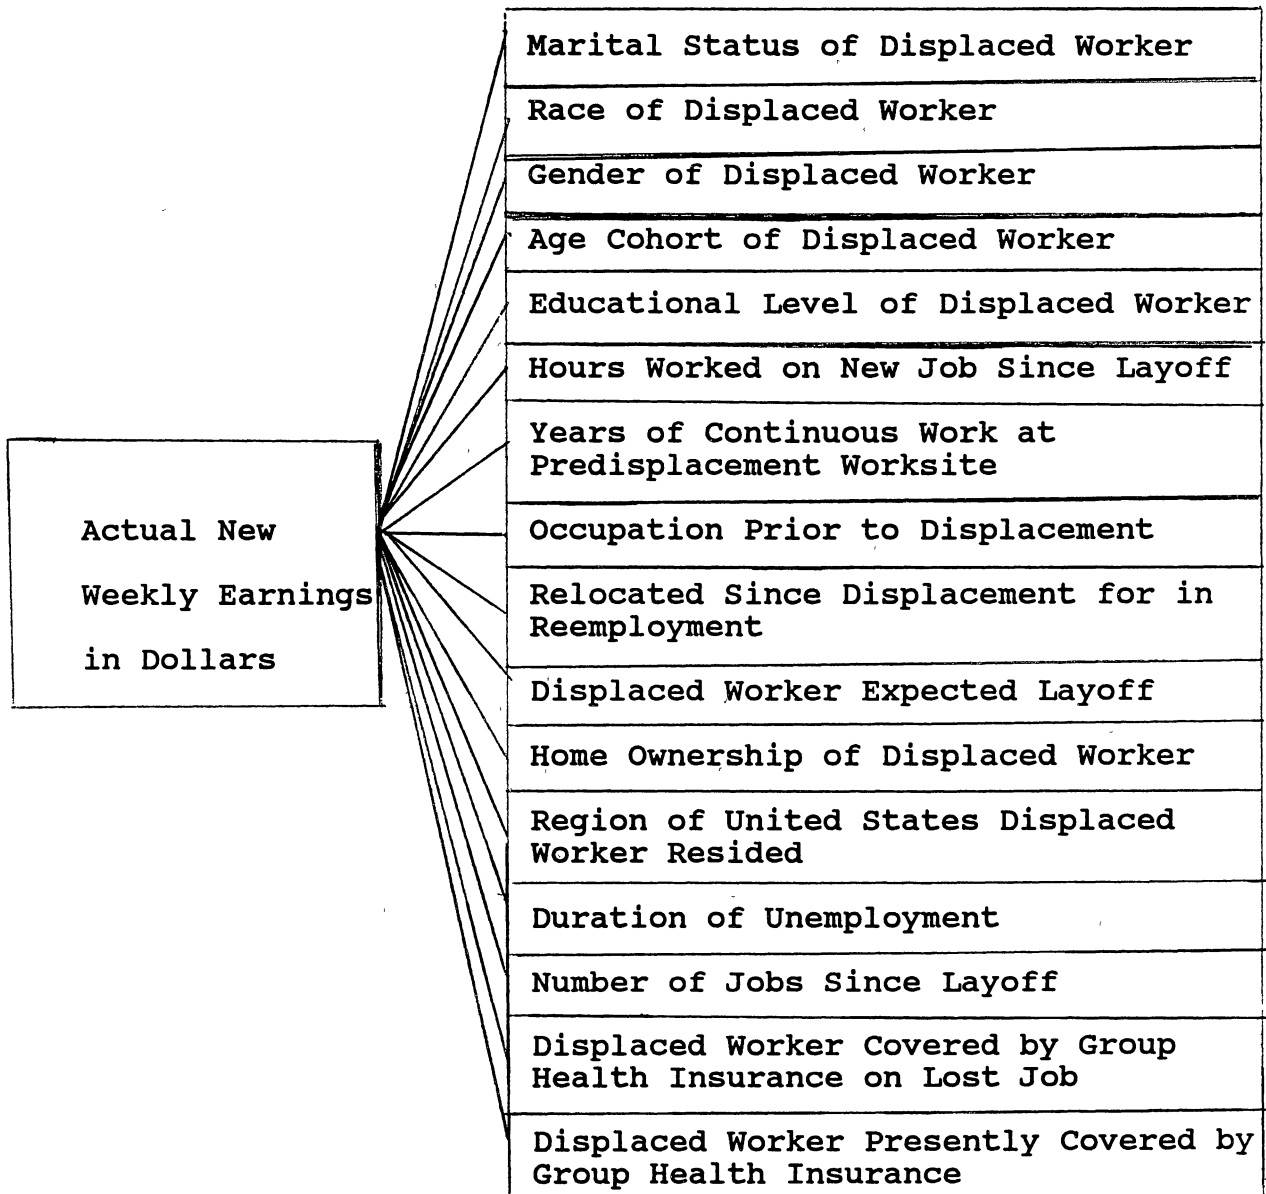 Marital Status of Displaced Worker
Race of Displaced Worker
Gender of Displaced Worker
Age Cohort of Displaced Worker
Educational Level of Displaced Worker
Hours Worked on New Job Since Layoff
Years of Continuous Work at
Predisplacement Worksite
Actual New
Weekly Earnings
in Dollars
Occupation Prior to Displacement
Relocated Since Displacement for in
Reemployment
Displaced Worker Expected Layoff
Home Ownership of Displaced Worker
Region of United States Displaced
Worker Resided
Duration of Unemployment
Number of Jobs Since Layoff
Displaced Worker Covered by Group
Health Insurance on Lost Job
Displaced Worker Presently Covered by
Group Health Insurance